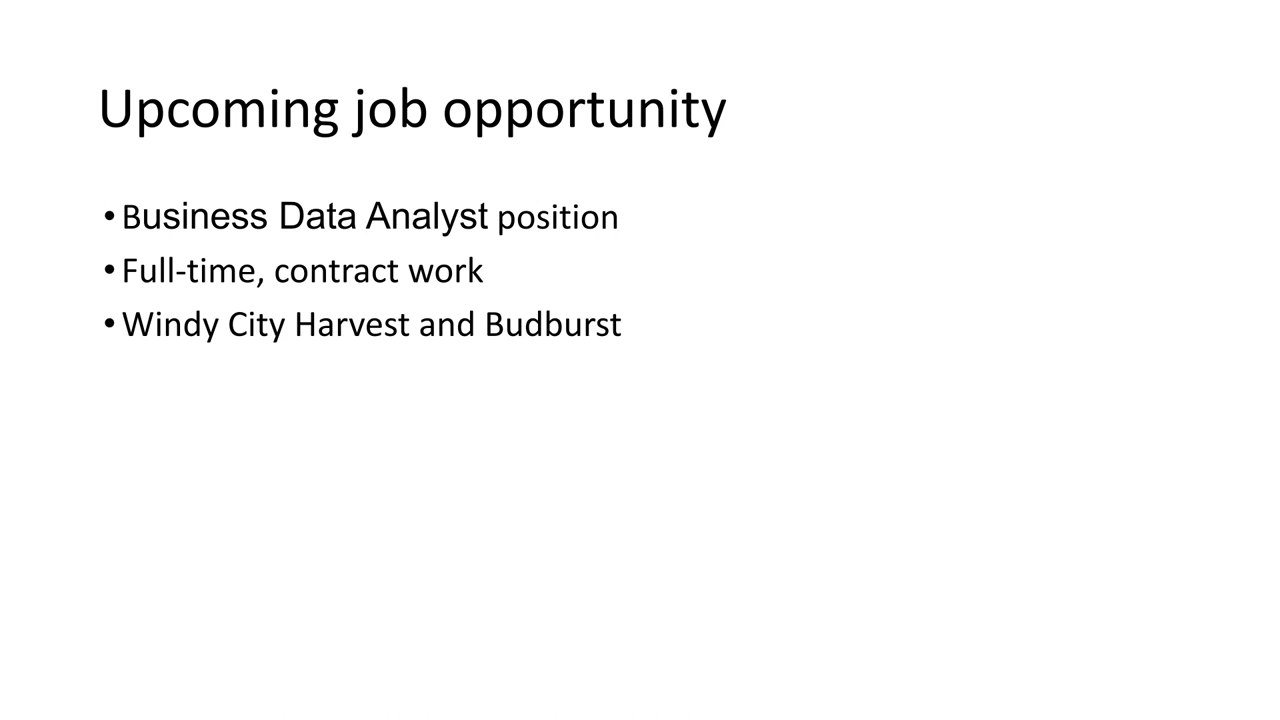 Upcoming job opportunity
• Business Data Analyst position
• Full-time, contract work
• Windy City Harvest and Budburst